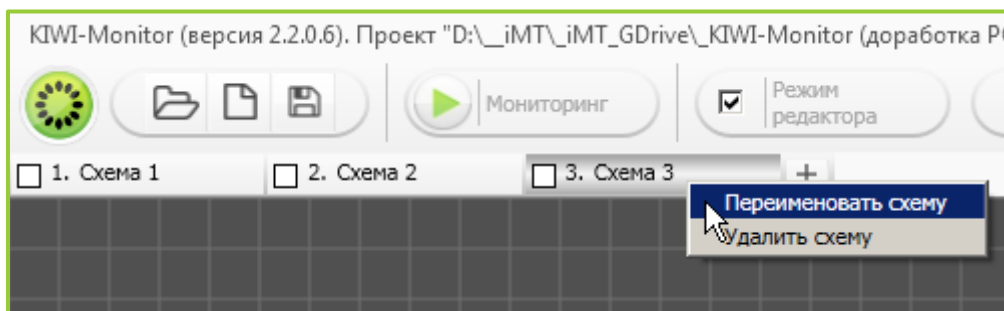 KIWI-Monitor (версия 2.2.0.6). Проект "D:\__iMT\_iMT_GDrive\_KIWI-Monitor (доработка
Мониторинг
Режим
редактора
1. Схема 1
2. Схема 2
3. Схема 3
+
Переименовать схему
Удалить схему